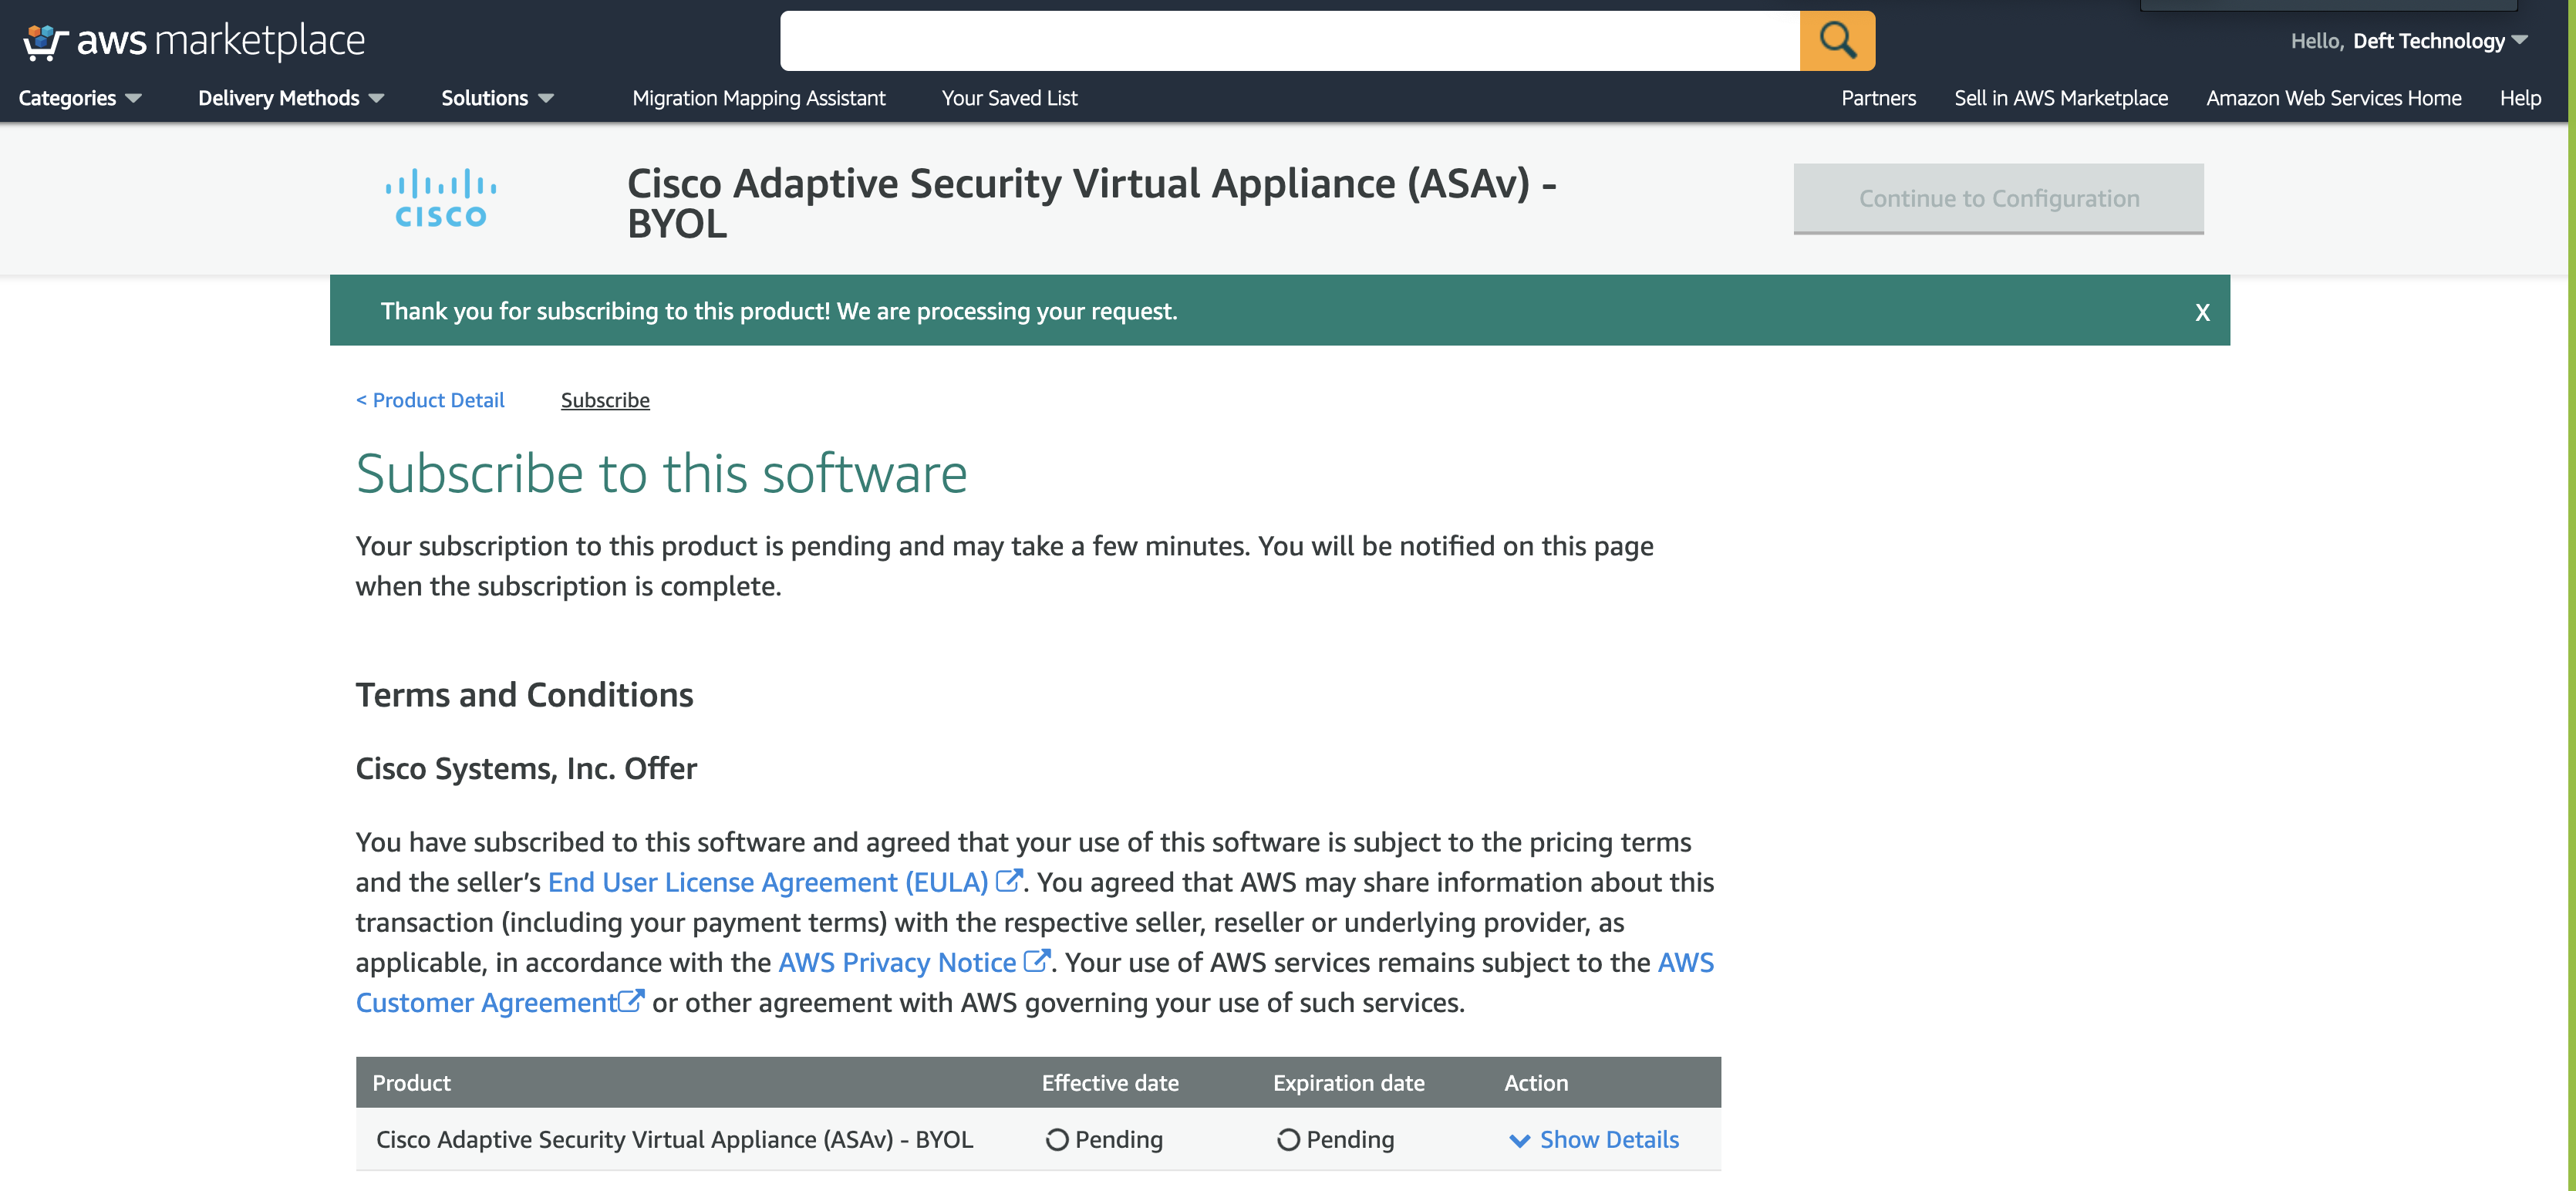 aws marketplace
Hello, Deft Technology
Categories
Delivery Methods
Solutions
Migration Mapping Assistant
Your Saved List
Partners
Sell in AWS Marketplace
Amazon Web Services Home
Help
CISCO
Cisco Adaptive Security Virtual Appliance (ASAv) -
BYOL
Continue to Configuration
Thank you for subscribing to this product! We are processing your request.
X
< Product Detail
Subscribe
Subscribe to this software
Your subscription to this product is pending and may take a few minutes. You will be notified on this page
when the subscription is complete.
Terms and Conditions
Cisco Systems, Inc. Offer
You have subscribed to this software and agreed that your use of this software is subject to the pricing terms
and the seller’s End User License Agreement (EULA). You agreed that AWS may share information about this
transaction (including your payment terms) with the respective seller, reseller or underlying provider, as
applicable, in accordance with the AWS Privacy Notice. Your use of AWS services remains subject to the AWS
Customer Agreement or other agreement with AWS governing your use of such services.
Product Effective date Expiration date Action
Cisco Adaptive Security Virtual Appliance (ASAv) - BYOL Pending Pending Show Details